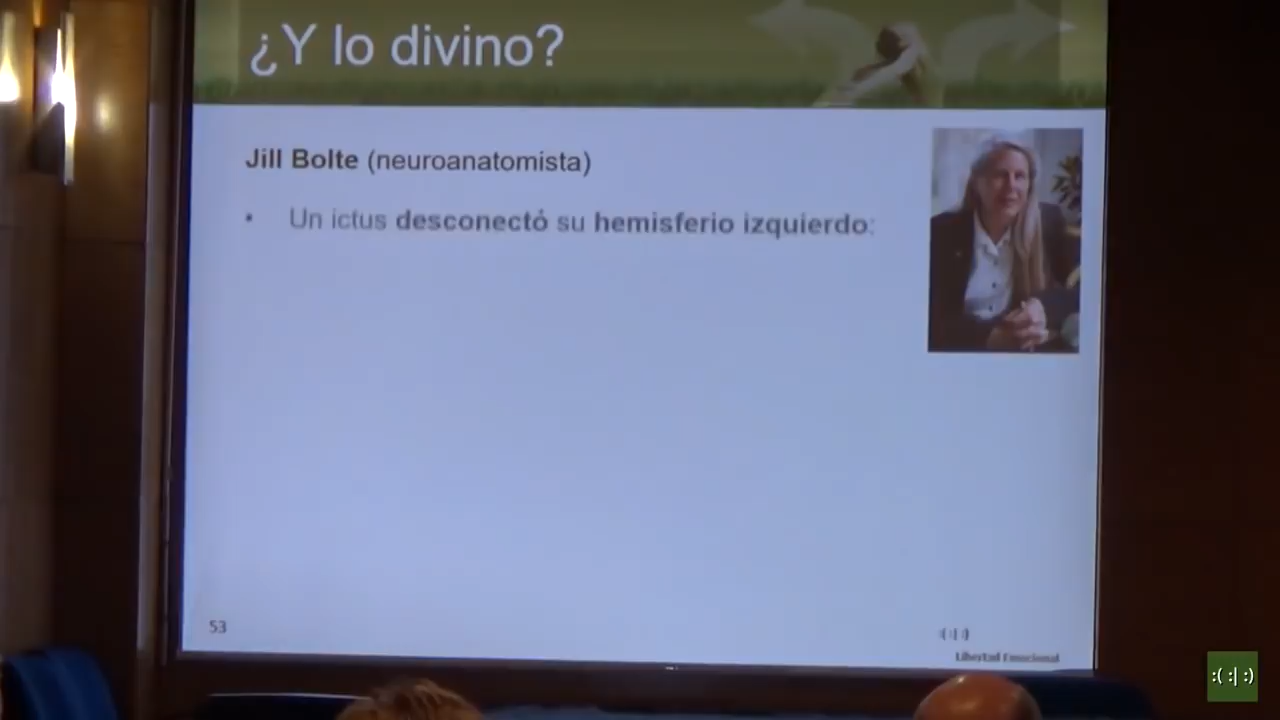 ¿Y lo divino?
Jill Bolte (neuroanatomista)
• Un ictus desconectó su hemisferio izquierdo:
53
:( :| :)
Libertad Emocional
:( :| :)